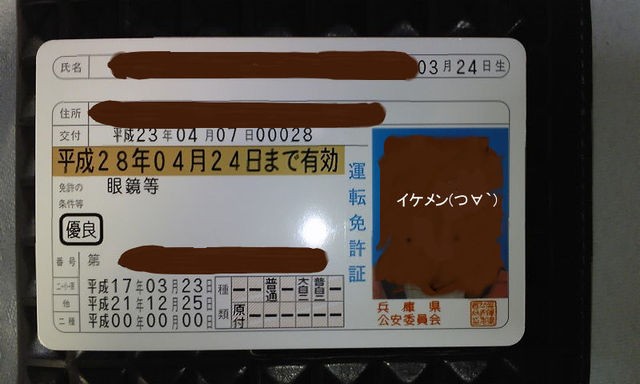 氏名 03月24日生
住所
交付 平成23年04月07日00028
平成28年04月24日まで有効
免許の
条件等
眼鏡等
優良
番号 第
二・小・原 平成17年03月23日
他 平成21年12月25日
二種 平成00年00月00日
種類
普通 大自二 普自二
原付
運転免許証
イケメン(つ∀`)
兵庫県
公安委員会